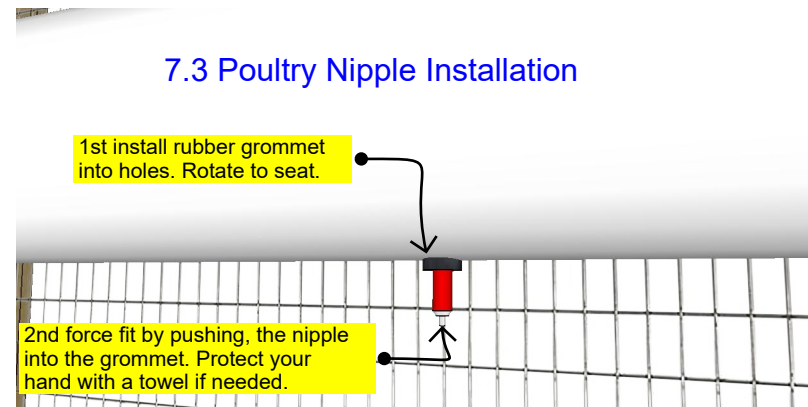 7.3 Poultry Nipple Installation
1st install rubber grommet
into holes. Rotate to seat.
2nd force fit by pushing, the nipple
into the grommet. Protect your
hand with a towel if needed.